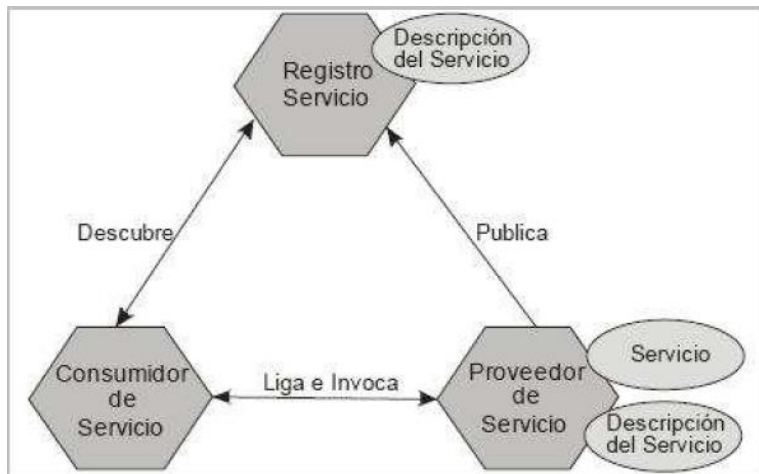 Registro
Servicio
Descripción
del Servicio
Descubre
Publica
Consumidor
de
Servicio
Liga e Invoca
Proveedor
de
Servicio
Servicio
Descripción
del Servicio